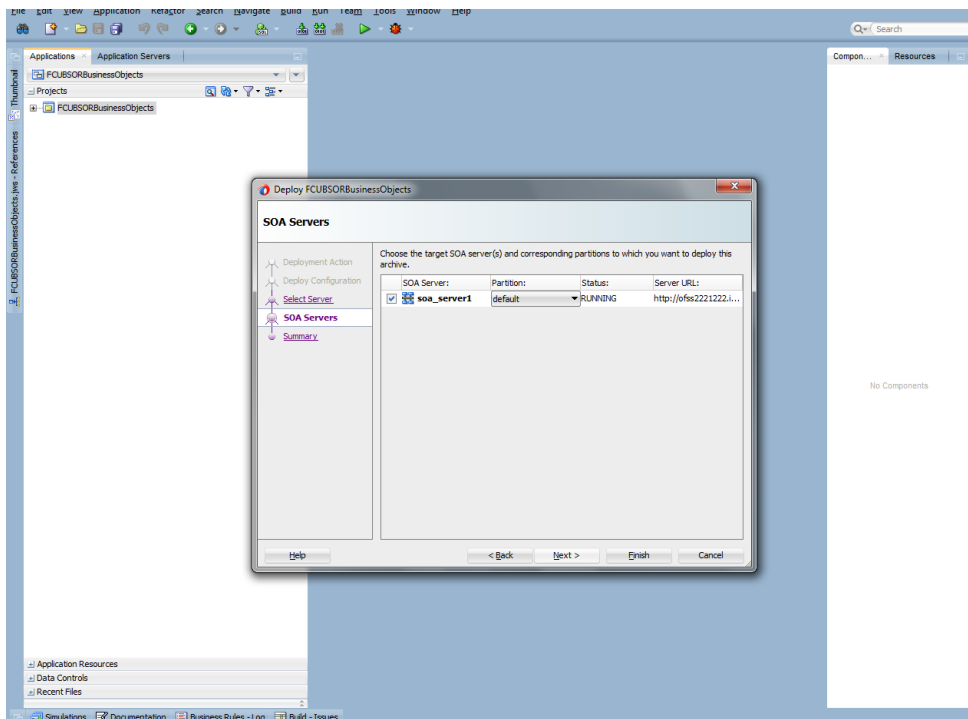 File Edit View Application Refactor Search Navigate Build Run Team Tools Window Help
Search
Applications Application Servers
FCUBSORBusinessObjects
Projects
FCUBSORBusinessObjects
Thumbnail
FCUBSORBusinessObjects.jws - References
Compon... Resources
No Components
Deploy FCUBSORBusinessObjects
SOA Servers
Deployment Action
Deploy Configuration
Select Server
SOA Servers
Summary
Choose the target SOA server(s) and corresponding partitions to which you want to deploy this
archive.
SOA Server: Partition: Status: Server URL:
soa_server1 default RUNNING http://ofss2221222.i...
Help < Back Next > Finish Cancel
Application Resources
Data Controls
Recent Files
Simulations Documentation Business Rules - Log Build - Issues